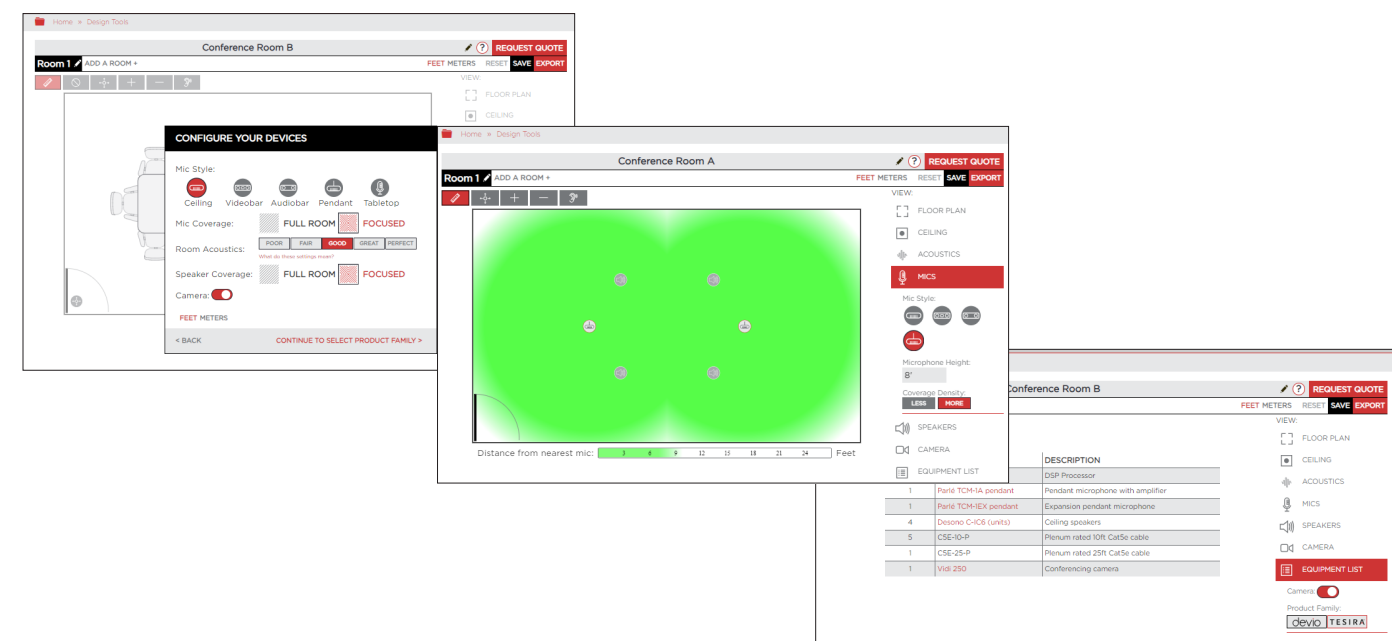 Home » Design Tools
Conference Room B
? REQUEST QUOTE
Room 1 ADD A ROOM +
FEET METERS RESET SAVE EXPORT
VIEW:
FLOOR PLAN
CEILING
CONFIGURE YOUR DEVICES
Mic Style:
Ceiling Videobar Audiobar Pendant Tabletop
Mic Coverage: FULL ROOM FOCUSED
Room Acoustics: POOR FAIR GOOD GREAT PERFECT
What do these settings mean?
Speaker Coverage: FULL ROOM FOCUSED
Camera:
FEET METERS
< BACK CONTINUE TO SELECT PRODUCT FAMILY >
Home » Design Tools
Conference Room A
? REQUEST QUOTE
Room 1 ADD A ROOM +
FEET METERS RESET SAVE EXPORT
VIEW:
FLOOR PLAN
CEILING
ACOUSTICS
MICS
Mic Style:
Microphone Height:
8'
Coverage Density:
LESS MORE
SPEAKERS
CAMERA
EQUIPMENT LIST
Distance from nearest mic: 3 6 9 12 15 18 21 24 Feet
Conference Room B
? REQUEST QUOTE
FEET METERS RESET SAVE EXPORT
DESCRIPTION
DSP Processor
1 Parlé TCM-1A pendant Pendant microphone with amplifier
1 Parlé TCM-1EX pendant Expansion pendant microphone
4 Desono C-IC6 (units) Ceiling speakers
5 CSE-10-P Plenum rated 10ft Cat5e cable
1 CSE-25-P Plenum rated 25ft Cat5e cable
1 Vidi 250 Conferencing camera
VIEW:
FLOOR PLAN
CEILING
ACOUSTICS
MICS
SPEAKERS
CAMERA
EQUIPMENT LIST
Camera:
Product Family:
devio TESIRA